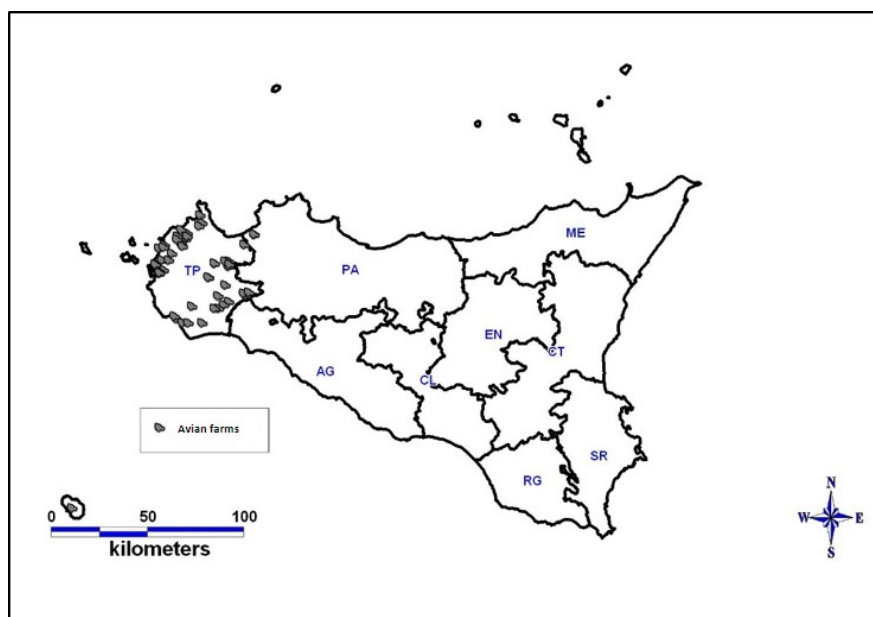 ME
TP
PA
EN
CT
AG
CL
Avian farms
SR
RG
N
W E
S
0 50 100
kilometers